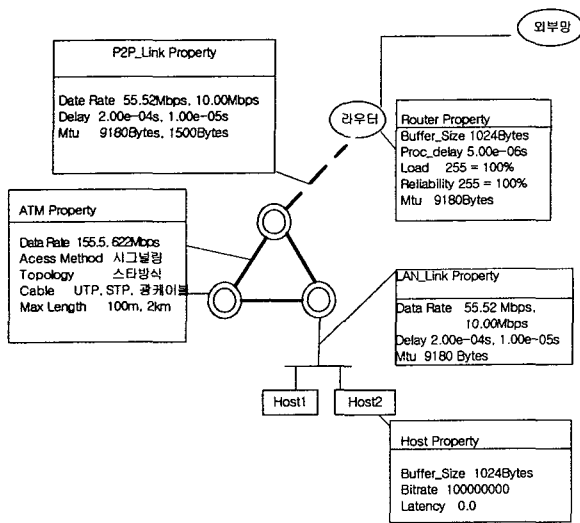 외부망
P2P_Link Property
Date Rate 55.52Mbps, 10.00Mbps
Delay 2.00e-04s, 1.00e-05s
Mtu 9180Bytes, 1500Bytes
라우터
Router Property
Buffer_Size 1024Bytes
Proc_delay 5.00e-06s
Load 255 = 100%
Reliability 255 = 100%
Mtu 9180Bytes
ATM Property
Data Rate 155.5, 622Mbps
Acess Method 시그널링
Topology 스타방식
Cable UTP, STP, 광케이블
Max Length 100m, 2km
LAN_Link Property
Data Rate 55.52 Mbps,
10.00Mbps
Delay 2.00e-04s, 1.00e-05s
Mtu 9180 Bytes
Host1
Host2
Host Property
Buffer_Size 1024Bytes
Bitrate 100000000
Latency 0.0